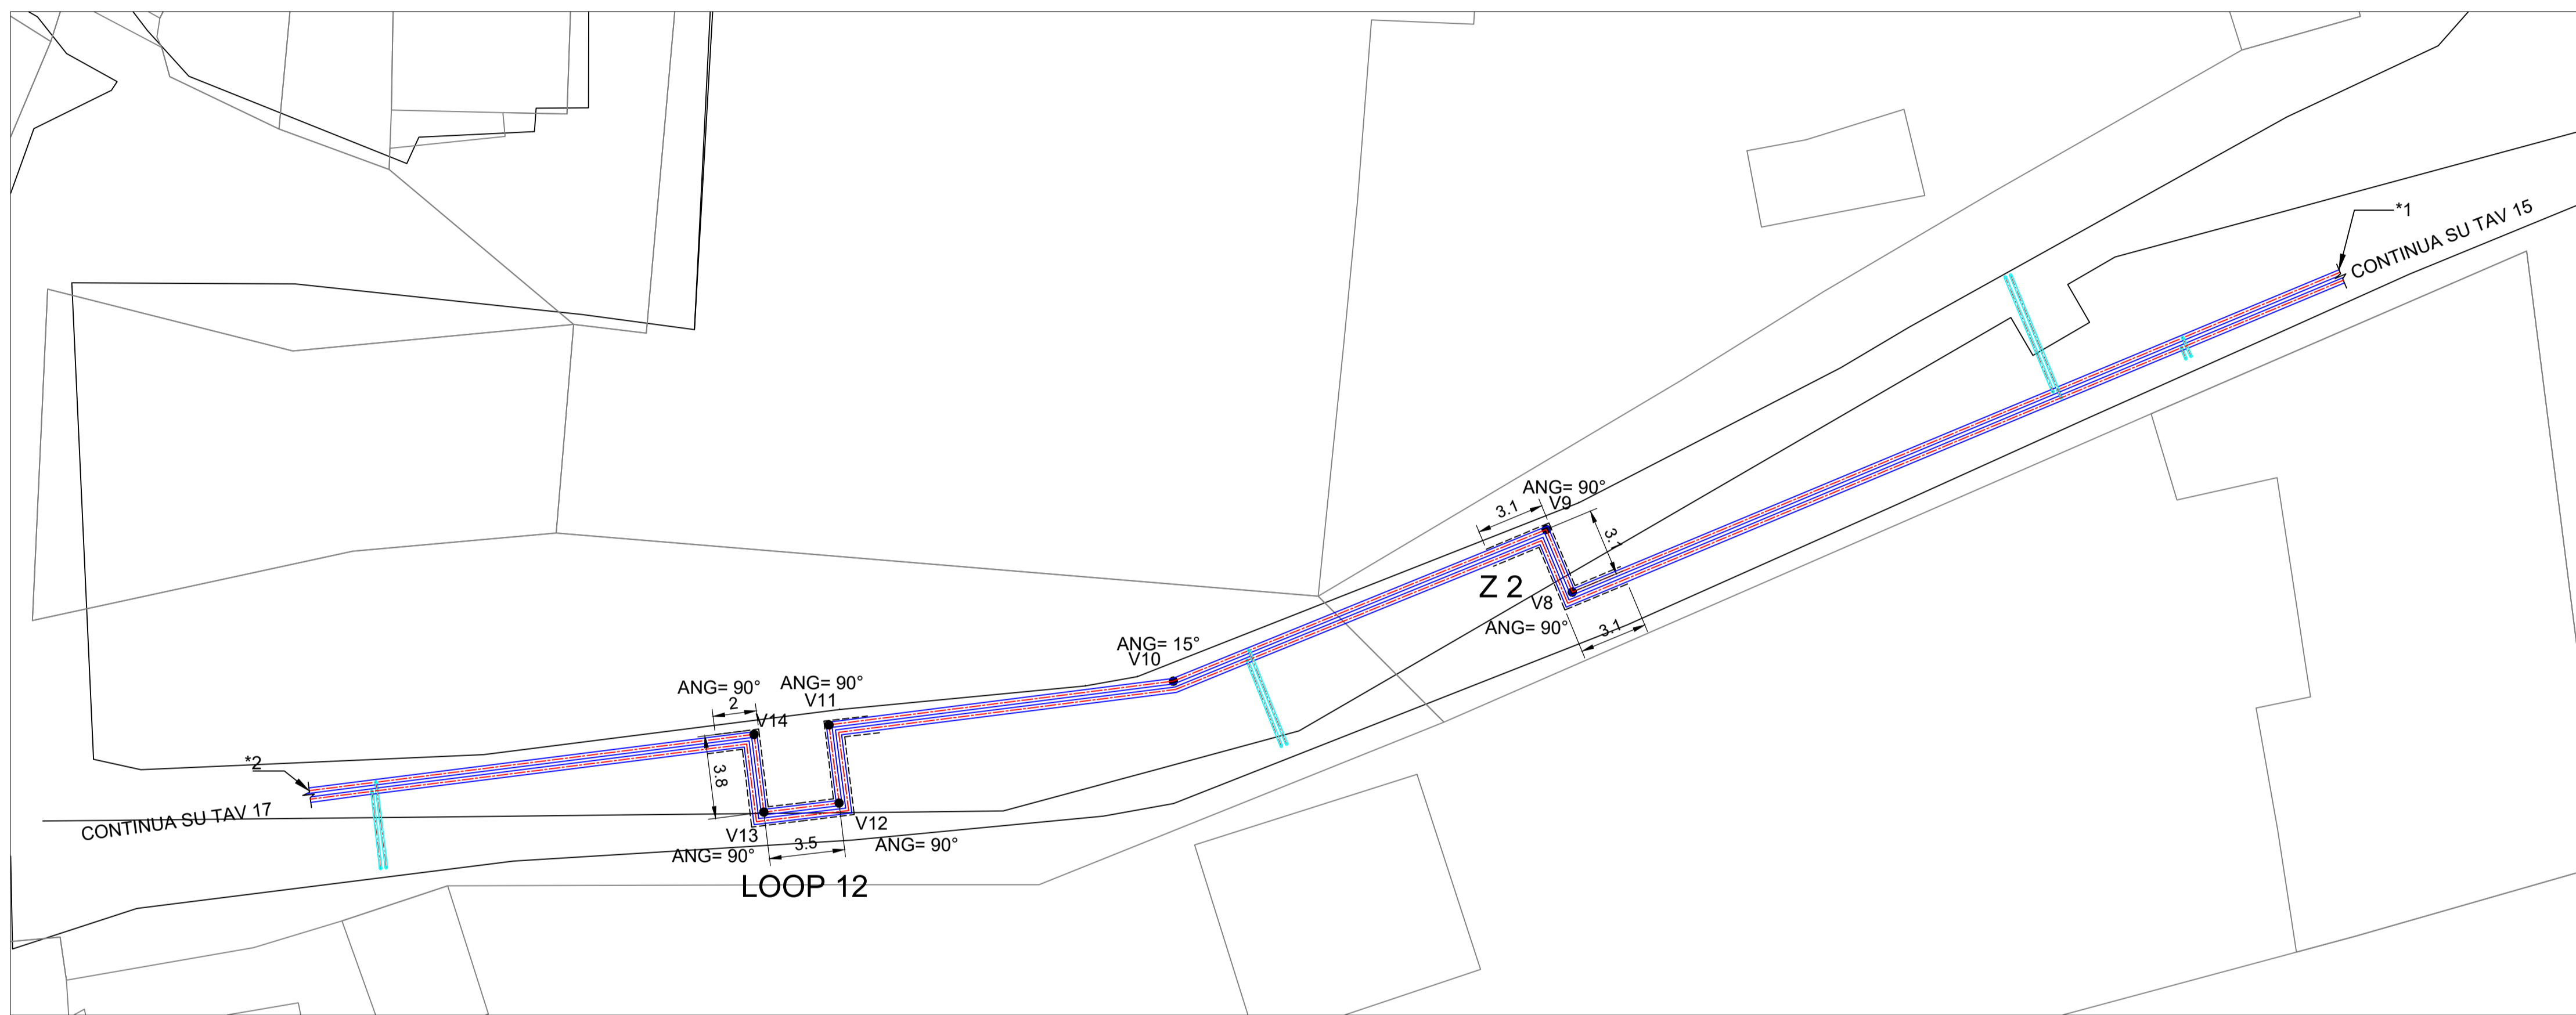 *1
CONTINUA SU TAV 15
ANG= 90°
V9
3.1
3.1
Z 2
V8
ANG= 90°
3.1
ANG= 15°
V10
ANG= 90°
V11
ANG= 90°
2
V14
3.8
*2
CONTINUA SU TAV 17
V13
ANG= 90°
3.5
V12
ANG= 90°
LOOP 12